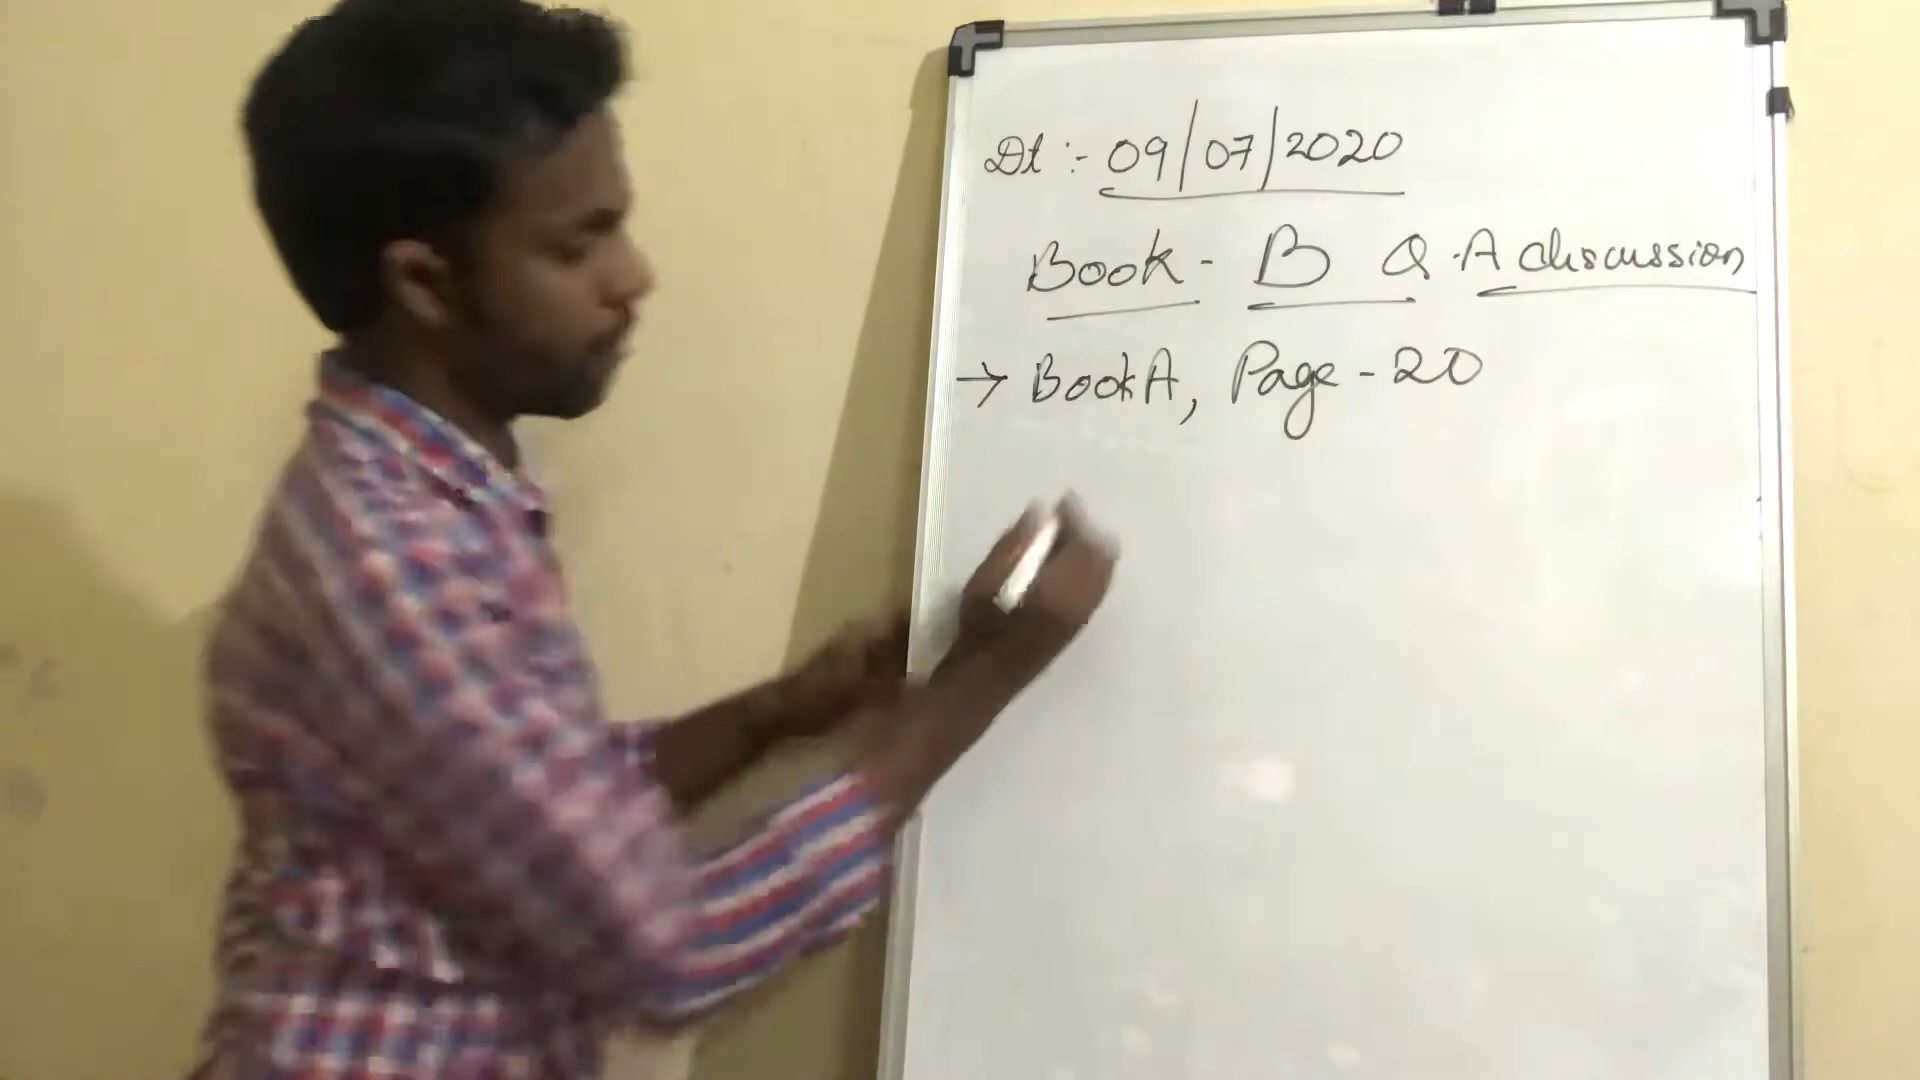 Dt :- 09/07/2020
Book - B Q.A discussion
→ Book A, Page - 20